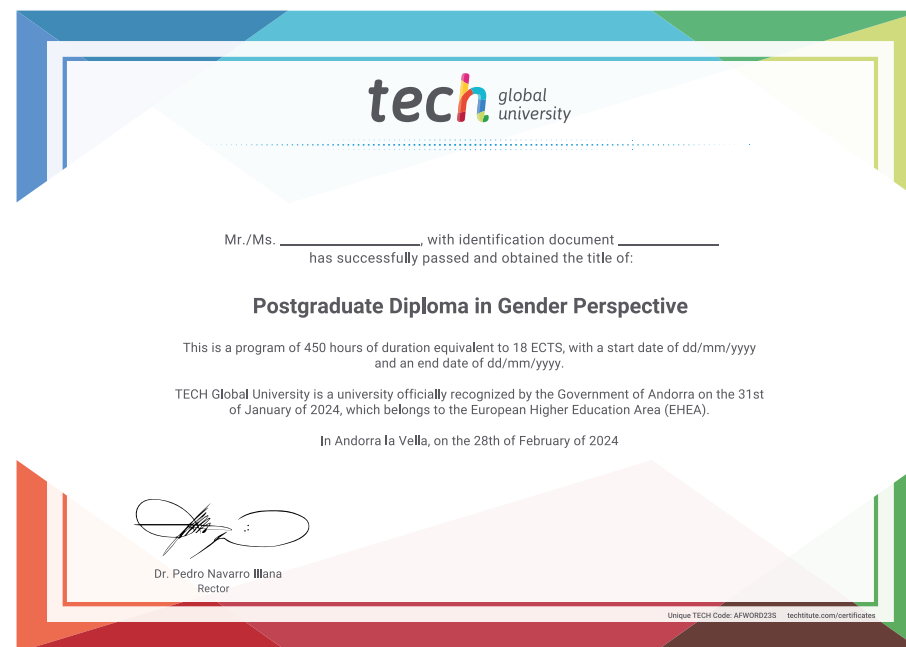 tech global
university
Mr./Ms. ____________, with identification document ____________
has successfully passed and obtained the title of:
Postgraduate Diploma in Gender Perspective
This is a program of 450 hours of duration equivalent to 18 ECTS, with a start date of dd/mm/yyyy
and an end date of dd/mm/yyyy.
TECH Global University is a university officially recognized by the Government of Andorra on the 31st
of January of 2024, which belongs to the European Higher Education Area (EHEA).
In Andorra la Vella, on the 28th of February of 2024
Dr. Pedro Navarro Illana
Rector
Unique TECH Code: AFWORD23S techtitute.com/certificates